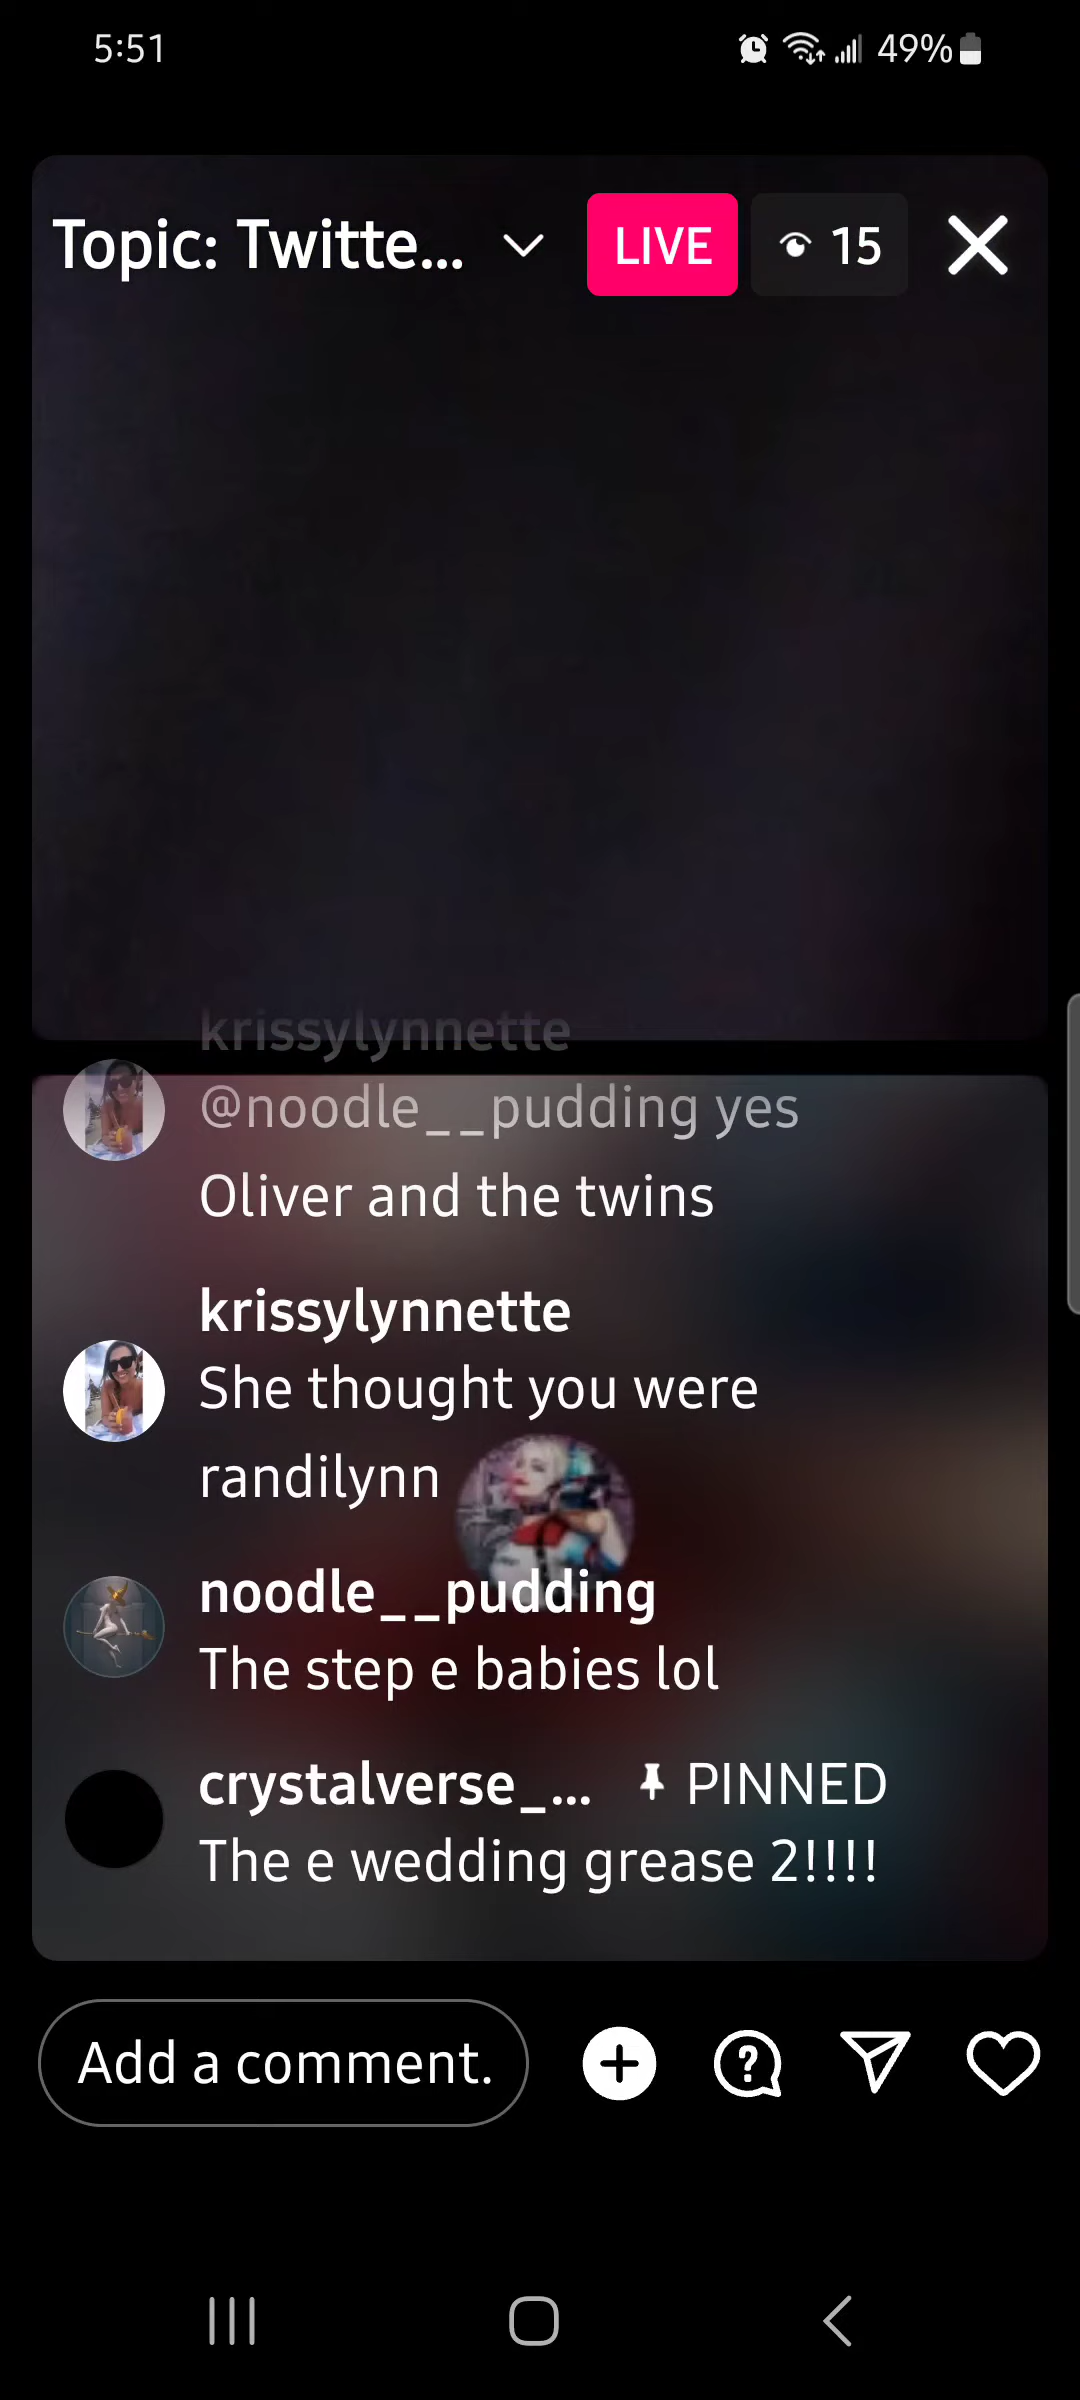 5:51
49%
Topic: Twitte...
LIVE
15
krissylynnette
@noodle__pudding yes
Oliver and the twins
krissylynnette
She thought you were
randilynn
noodle__pudding
The step e babies lol
crystalverse_... PINNED
The e wedding grease 2!!!!
Add a comment.